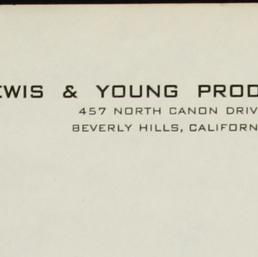 EWIS & YOUNG PROD
457 NORTH CANON DRIV
BEVERLY HILLS, CALIFORN